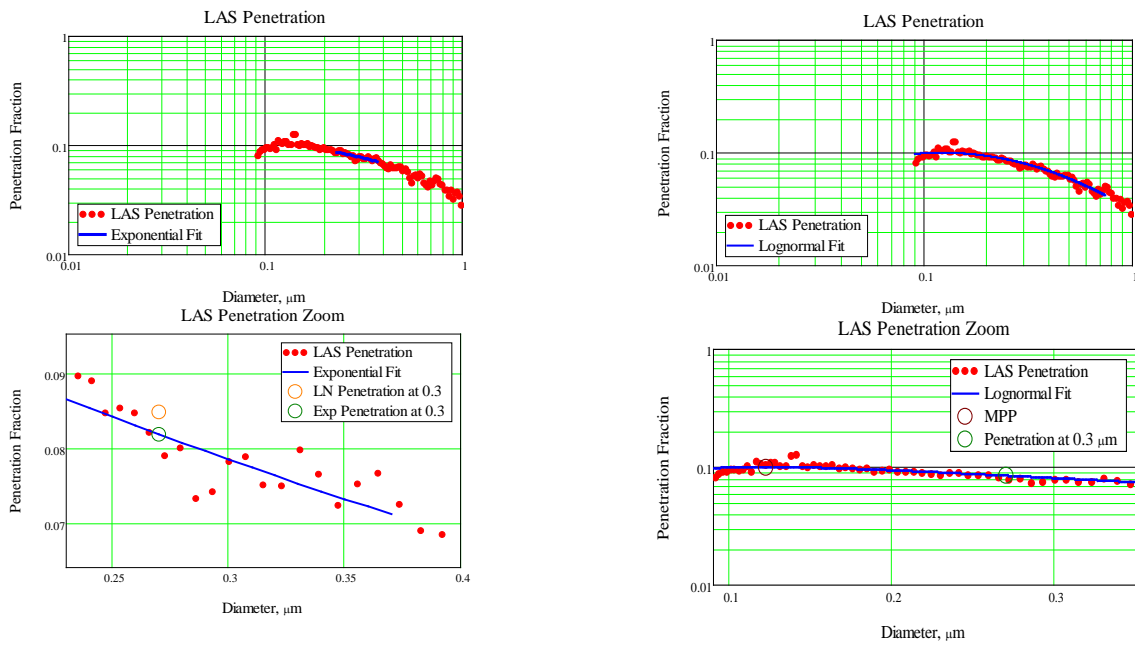 LAS Penetration
1
0.1
0.01
Penetration Fraction
LAS Penetration
Exponential Fit
0.01
0.1
1
Diameter, μm
LAS Penetration
1
0.1
0.01
Penetration Fraction
LAS Penetration
Lognormal Fit
0.01
0.1
1
Diameter, μm
LAS Penetration Zoom
0.09
0.08
0.07
Penetration Fraction
LAS Penetration
Exponential Fit
LN Penetration at 0.3
Exp Penetration at 0.3
0.25
0.3
0.35
0.4
Diameter, μm
LAS Penetration Zoom
1
0.1
0.01
Penetration Fraction
LAS Penetration
Lognormal Fit
MPP
Penetration at 0.3 μm
0.1
0.2
0.3
Diameter, μm